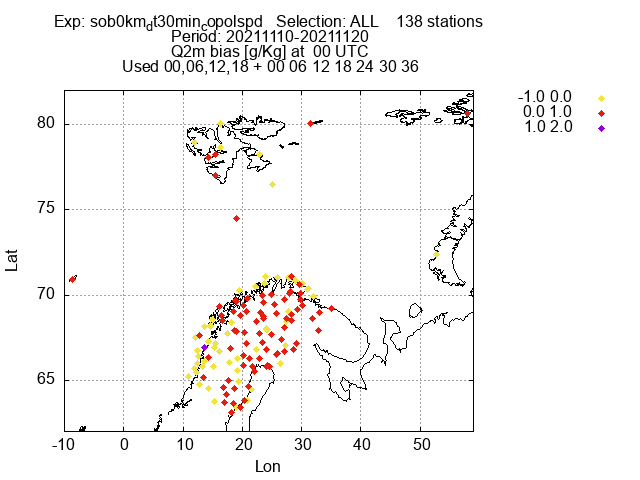 Exp: sob0km_dt30min_copolspd Selection: ALL 138 stations
Period: 20211110-20211120
Q2m bias [g/Kg] at 00 UTC
Used 00,06,12,18 + 00 06 12 18 24 30 36
-1.0 0.0
0.0 1.0
1.0 2.0
80
75
70
65
Lat
-10 0 10 20 30 40 50
Lon